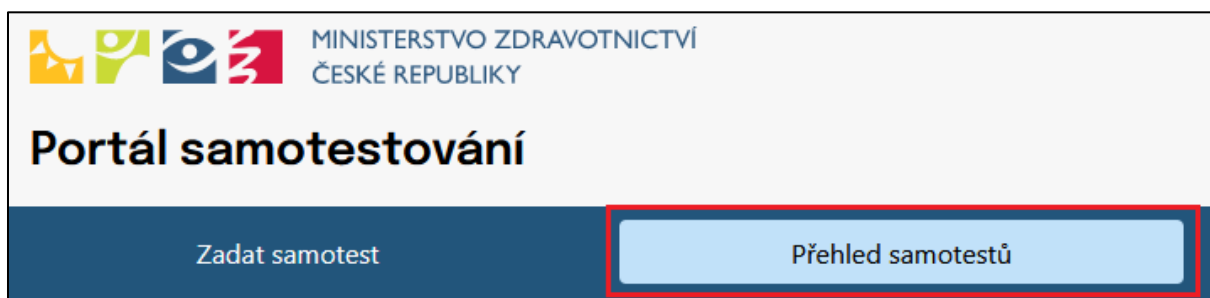 MINISTERSTVO ZDRAVOTNICTVÍ
ČESKÉ REPUBLIKY
Portál samotestování
Zadat samotest
Přehled samotestů